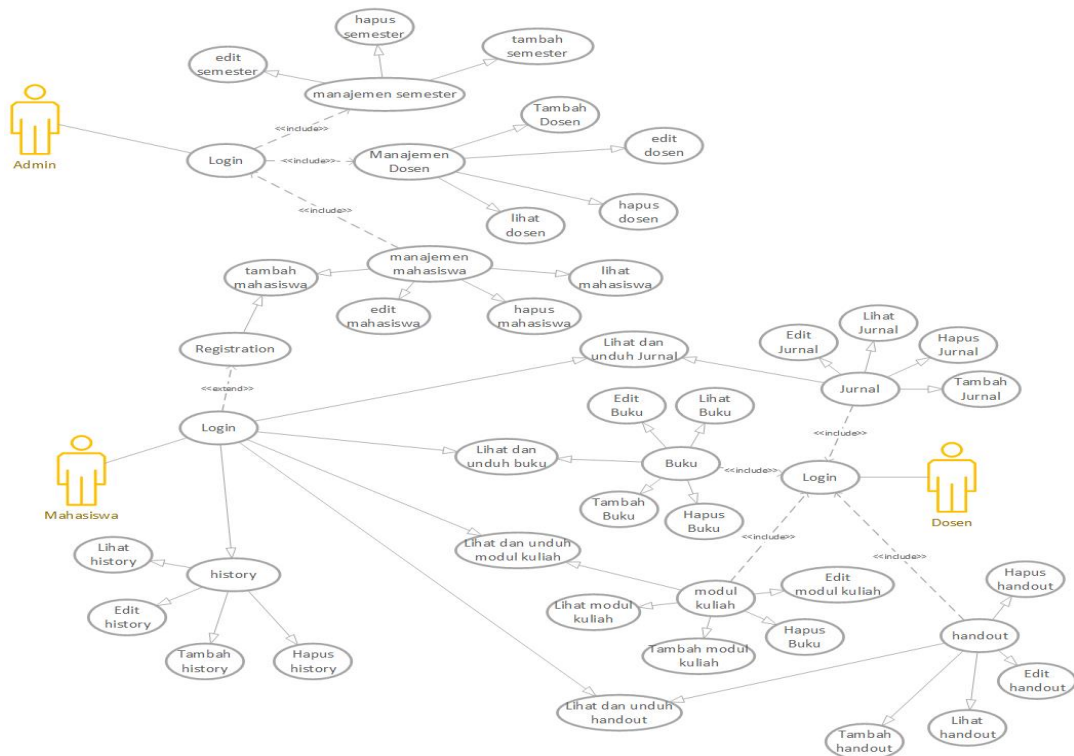 hapus
semester
tambah
semester
edit
semester
manajemen semester
<<include>>
Admin
Login
<<include>>
Manajemen
Dosen
Tambah
Dosen
edit
dosen
hapus
dosen
lihat
dosen
<<include>>
manajemen
mahasiswa
tambah
mahasiswa
lihat
mahasiswa
edit
mahasiswa
hapus
mahasiswa
Registration
<<extend>>
Login
Mahasiswa
Lihat dan
unduh Jurnal
Edit
Jurnal
Lihat
Jurnal
Hapus
Jurnal
Jurnal
Tambah
Jurnal
<<include>>
Edit
Buku
Lihat
Buku
Lihat dan
unduh buku
Buku
<<include>>
Login
Dosen
Tambah
Buku
Hapus
Buku
<<include>>
<<include>>
Lihat dan unduh
modul kuliah
Lihat
history
history
Edit
history
Tambah
history
Hapus
history
modul
kuliah
Edit
modul kuliah
Lihat modul
kuliah
Tambah modul
kuliah
Hapus
Buku
Hapus
handout
handout
Edit
handout
Lihat dan unduh
handout
Tambah
handout
Lihat
handout